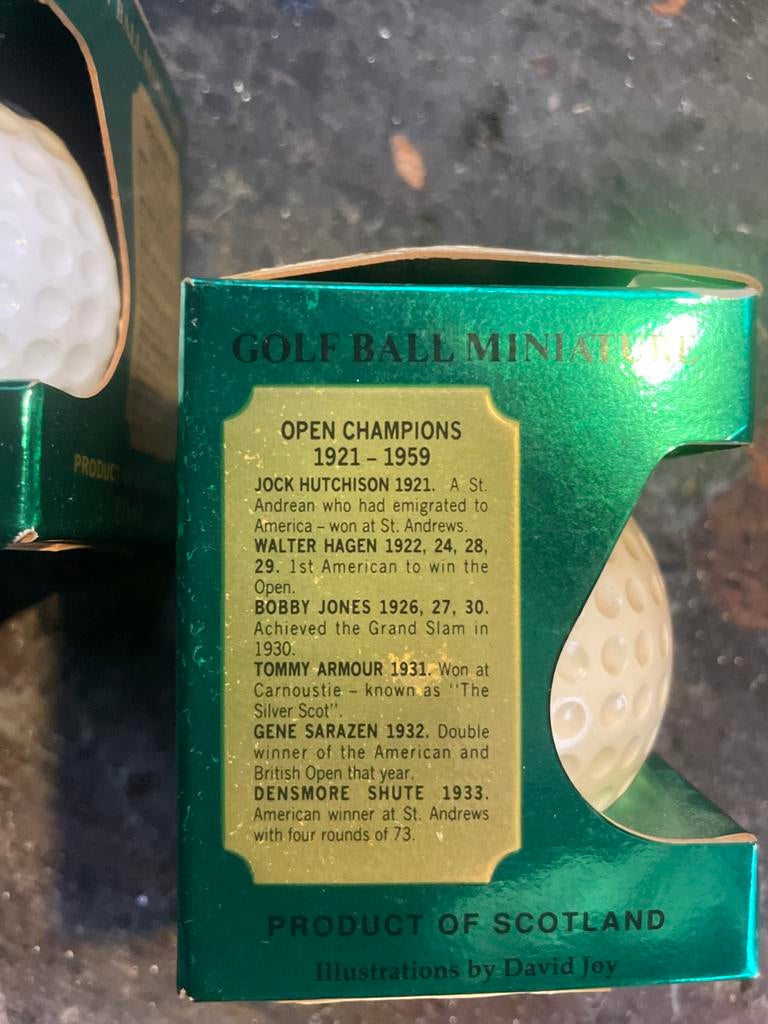 GOLF BALL MINIATURE
OPEN CHAMPIONS
1921 – 1959
JOCK HUTCHISON 1921. A St.
Andrean who had emigrated to
America – won at St. Andrews.
WALTER HAGEN 1922, 24, 28,
29. 1st American to win the
Open.
BOBBY JONES 1926, 27, 30.
Achieved the Grand Slam in
1930.
TOMMY ARMOUR 1931. Won at
Carnoustie – known as "The
Silver Scot".
GENE SARAZEN 1932. Double
winner of the American and
British Open that year.
DENSMORE SHUTE 1933.
American winner at St. Andrews
with four rounds of 73.
PRODUCT OF SCOTLAND
Illustrations by David Joy
PRODUCT